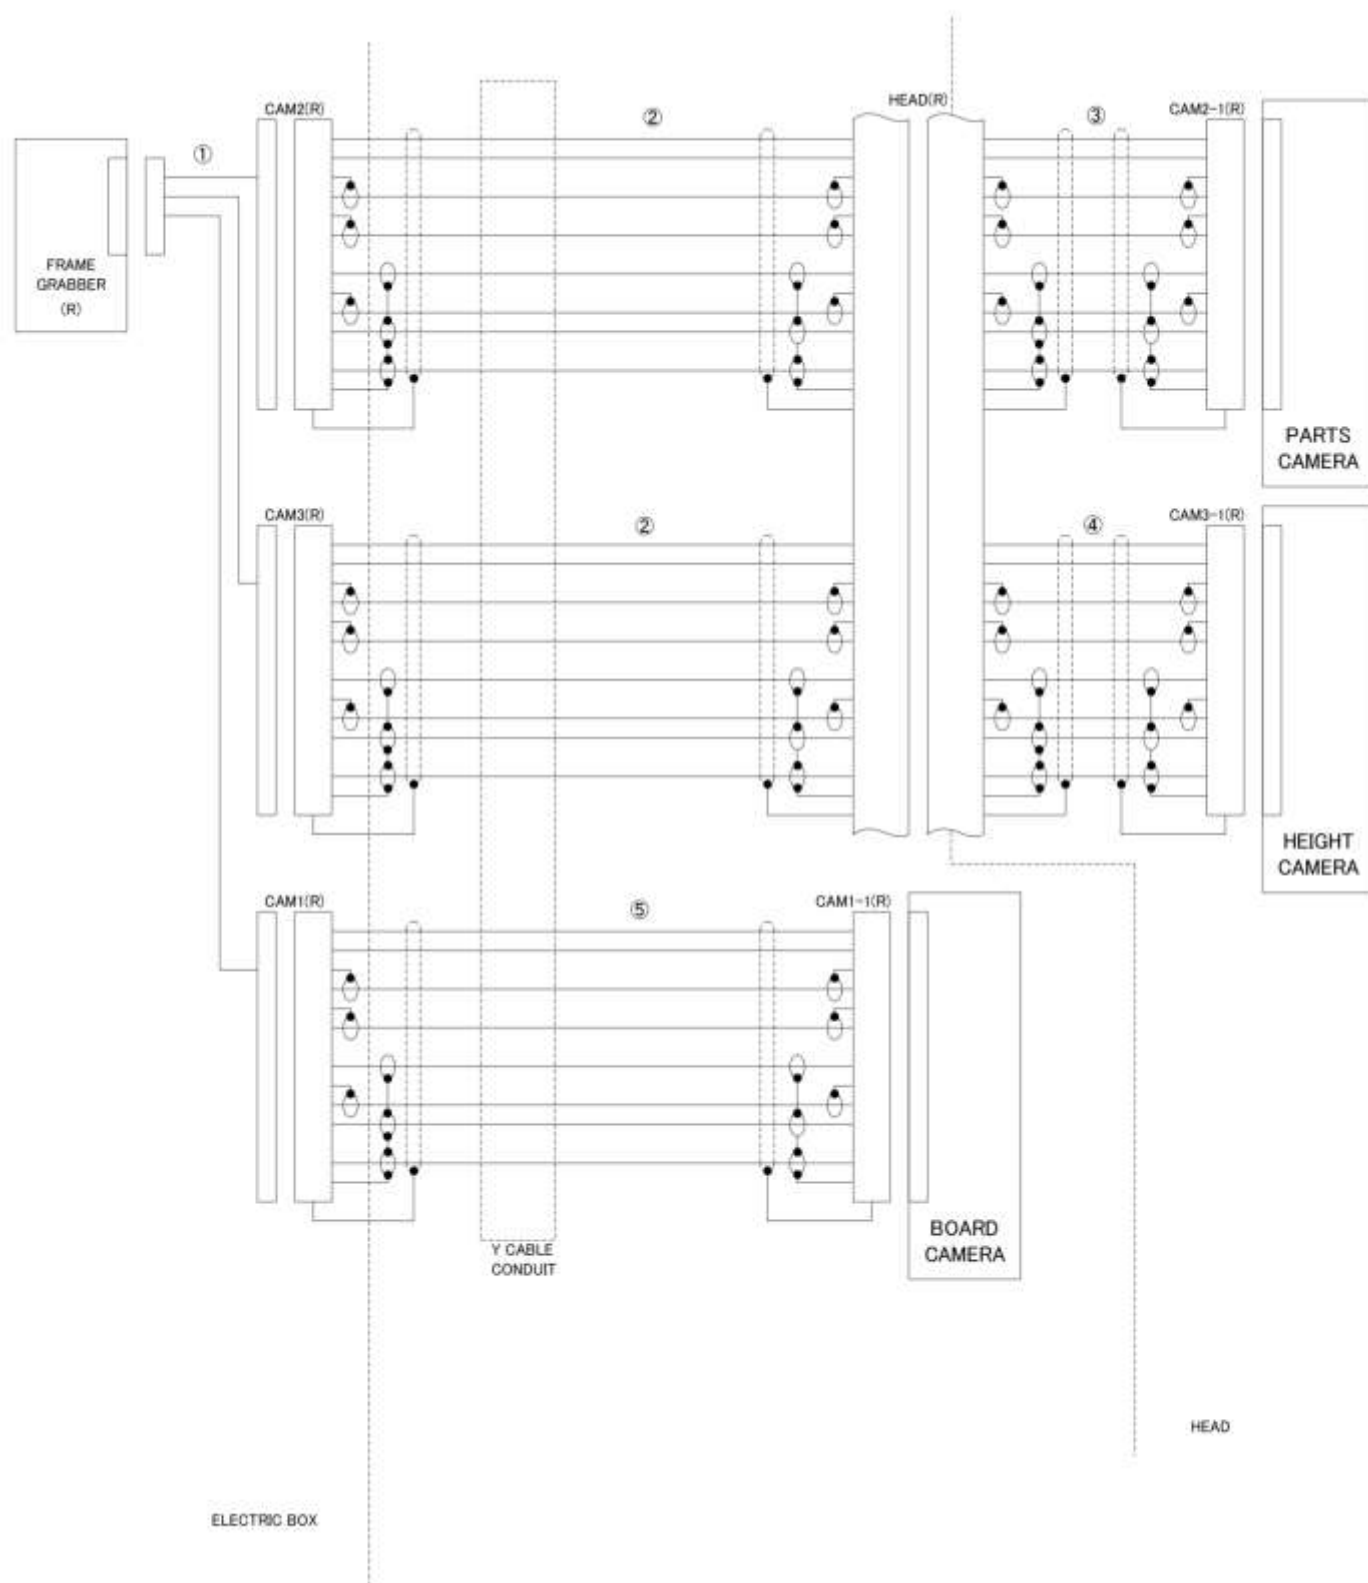 CAM2(R)
②
HEAD(R)
③
CAM2-1(R)
①
FRAME
GRABBER
(R)
PARTS
CAMERA
CAM3(R)
②
④
CAM3-1(R)
HEIGHT
CAMERA
CAM1(R)
⑤
CAM1-1(R)
BOARD
CAMERA
Y CABLE
CONDUIT
HEAD
ELECTRIC BOX